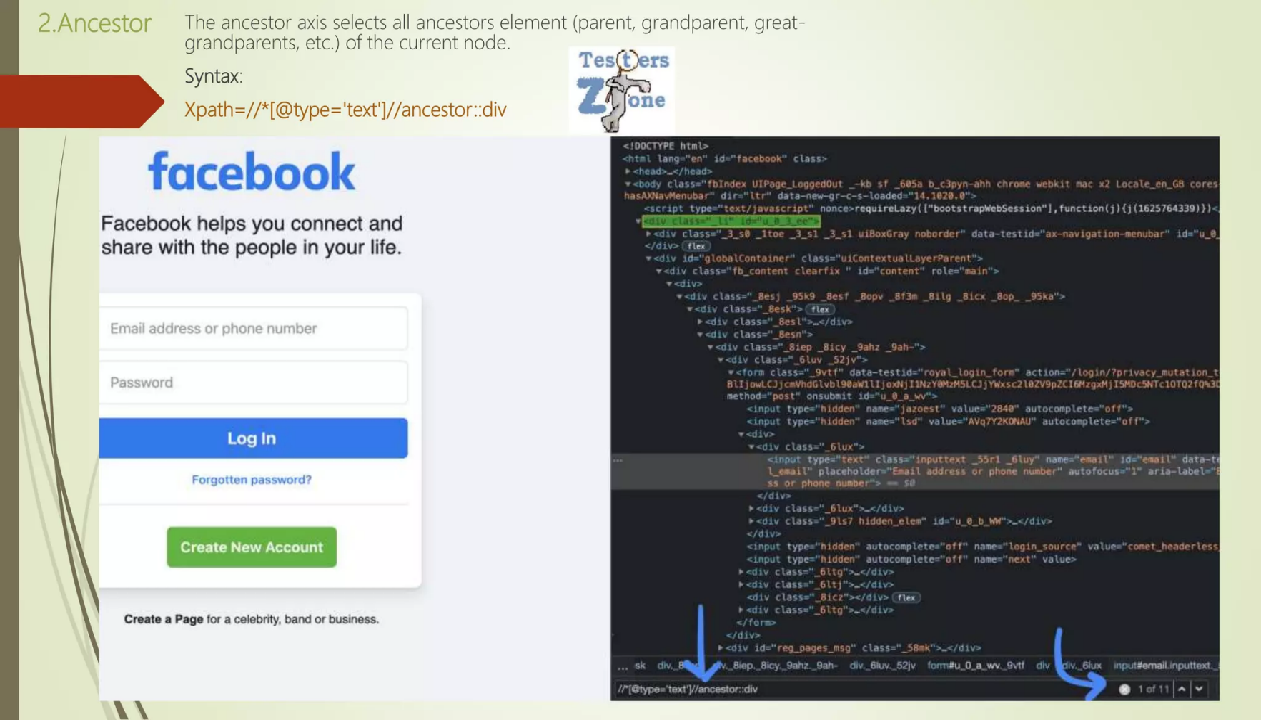 2.Ancestor
The ancestor axis selects all ancestors element (parent, grandparent, great-
grandparents, etc.) of the current node.
Syntax:
Xpath=//*[@type='text']//ancestor::div
Testers
Zone
facebook
Facebook helps you connect and
share with the people in your life.
Email address or phone number
Password
Log In
Forgotten password?
Create New Account
Create a Page for a celebrity, band or business.
<!DOCTYPE html>
<html lang="en" id="facebook" class>
<head>…</head>
<body class="fbIndex UIPage_LoggedOut _-kb sf _605a b_c3pyn-ahh chrome webkit mac x2 Locale_en_GB cores-
hasAXNavMenubar" dir="ltr" data-new-gr-c-s-loaded="14.1020.0">
<script type="text/javascript" nonce>requireLazy(["bootstrapWebSession"],function(j){j(1625764339)})<
<div class="_li" id="u_0_3_ee">
<div class="_3_s0 _1toe _3_s1 _3_s1 uiBoxGray noborder" data-testid="ax-navigation-menubar" id="u_0_
</div> flex
<div id="globalContainer" class="uiContextualLayerParent">
<div class="fb_content clearfix " id="content" role="main">
<div>
<div class="_8esj _95k9 _8esf _8opv _8f3m _8ilg _8icx _8op_ _95ka">
<div class="_8esk"> flex
<div class="_8esl">…</div>
<div class="_8esn">
<div class="_8iep _8icy _9ahz _9ah-">
<div class="_6luv _52jv">
<form class="_9vtf" data-testid="royal_login_form" action="/login/?privacy_mutation_t
method="post" onsubmit id="u_0_a_wv">
<input type="hidden" name="jazoest" value="2840" autocomplete="off">
<input type="hidden" name="lsd" value="AVq7Y2KDNAU" autocomplete="off">
<div>
<div class="_6lux">
<input type="text" class="inputtext _55r1 _6luy" name="email" id="email" data-te
l_email" placeholder="Email address or phone number" autofocus="1" aria-label="E
ss or phone number"> == $0
</div>
<div class="_6lux">…</div>
<div class="_9ls7 hidden_elem" id="u_0_b_WW">…</div>
</div>
<input type="hidden" autocomplete="off" name="login_source" value="comet_headerless_
<input type="hidden" autocomplete="off" name="next" value>
<div class="_6ltg">…</div>
<div class="_6ltj">…</div>
<div class="_8icz"></div> flex
<div class="_6ltg">…</div>
</form>
</div>
<div id="reg_pages_msg" class="_58mk">…</div>
... sk div._8 div._8iep._8icy._9ahz._9ah- div._6luv._52jv form#u_0_a_wv._9vtf div div._6lux input#email.inputtext._
//*[@type='text']//ancestor::div
1 of 11